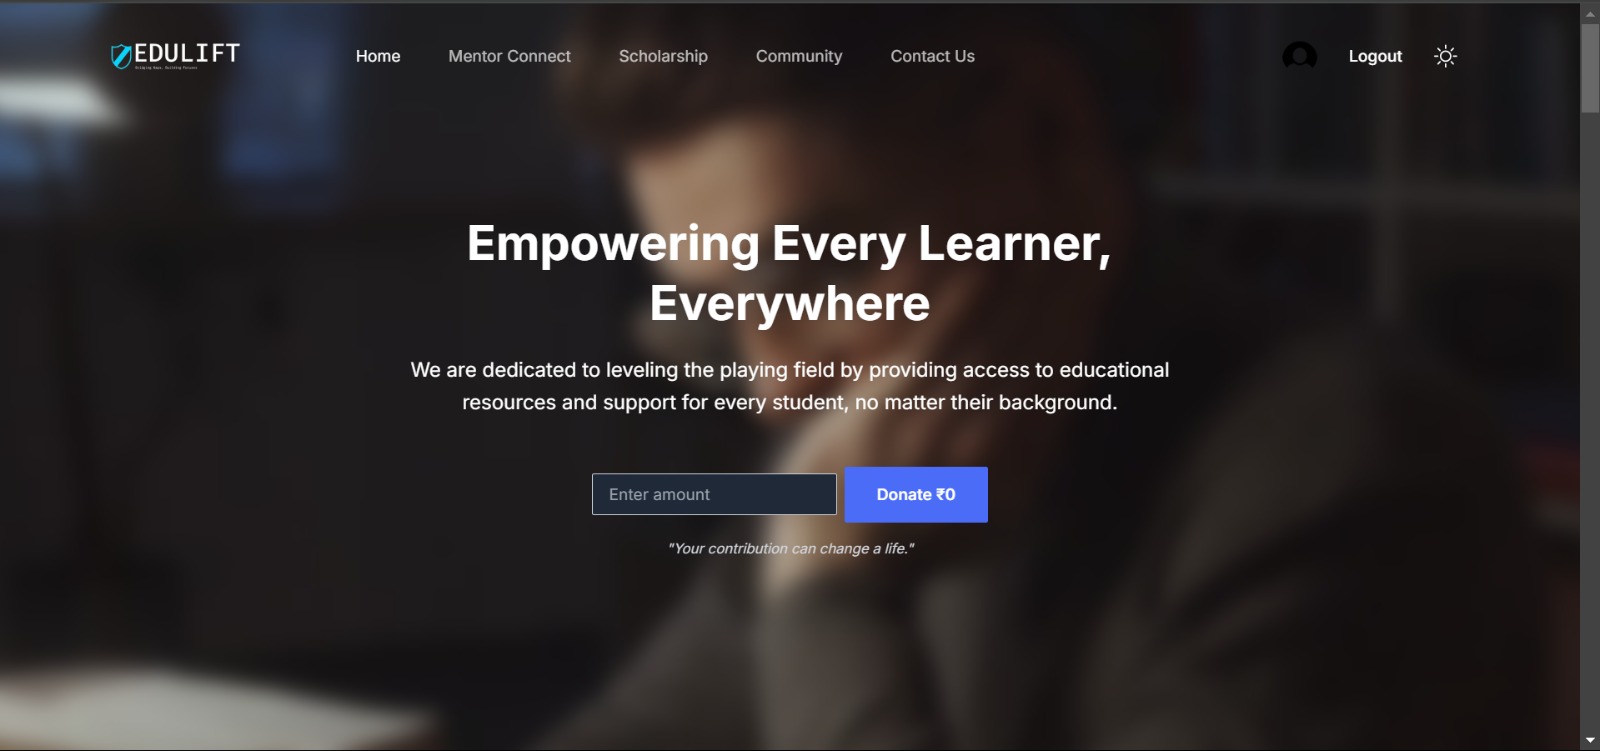 EDULIFT
Home
Mentor Connect
Scholarship
Community
Contact Us
Logout
Empowering Every Learner,
Everywhere
We are dedicated to leveling the playing field by providing access to educational
resources and support for every student, no matter their background.
Enter amount
Donate ₹0
"Your contribution can change a life."